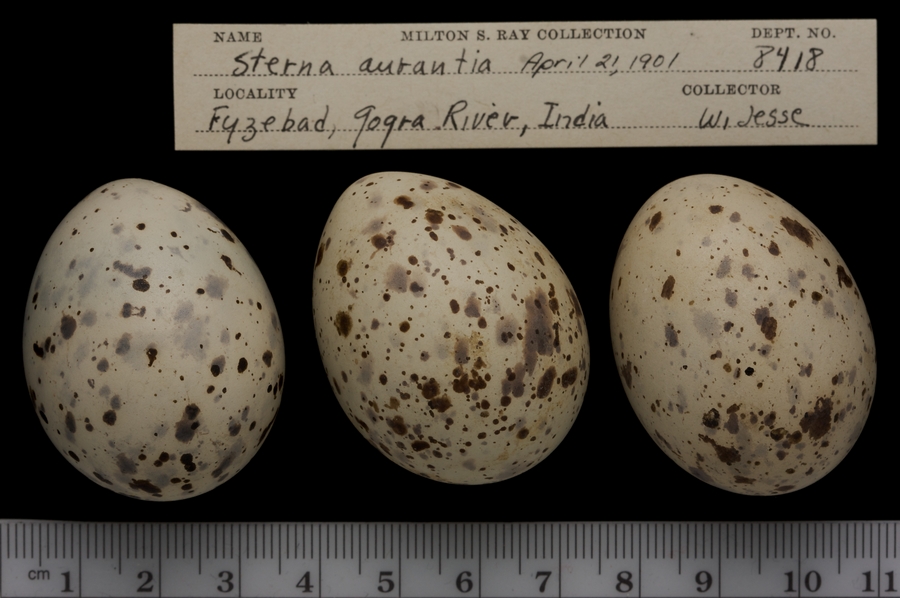 NAME MILTON S. RAY COLLECTION DEPT. NO.
Sterna aurantia April 21, 1901 8418
LOCALITY COLLECTOR
Fyzebad, Gogra River, India W. Jesse
cm 1 2 3 4 5 6 7 8 9 10 11